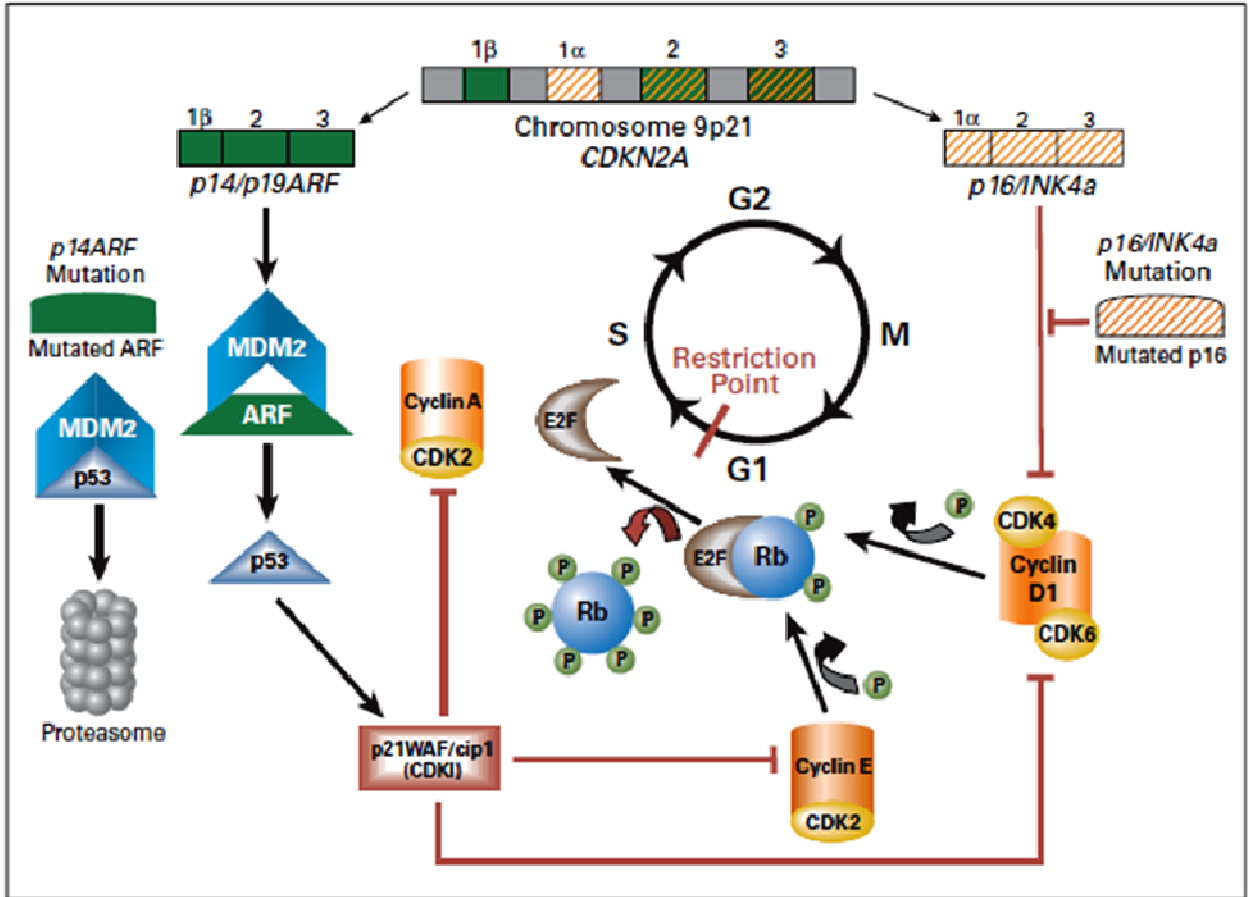 1β 1α 2 3
Chromosome 9p21
CDKN2A
1β 2 3
p14/p19ARF
1α 2 3
p16/INK4a
p14ARF
Mutation
Mutated ARF
MDM2
p53
Proteasome
MDM2
ARF
p53
p21WAF/cip1
(CDKI)
Cyclin A
CDK2
G2
M
G1
S
Restriction
Point
E2F
E2F
Rb
P
P
Rb
P
P
P
P
P
P
P
P
Cyclin E
CDK2
CDK4
Cyclin
D1
CDK6
p16/INK4a
Mutation
Mutated p16